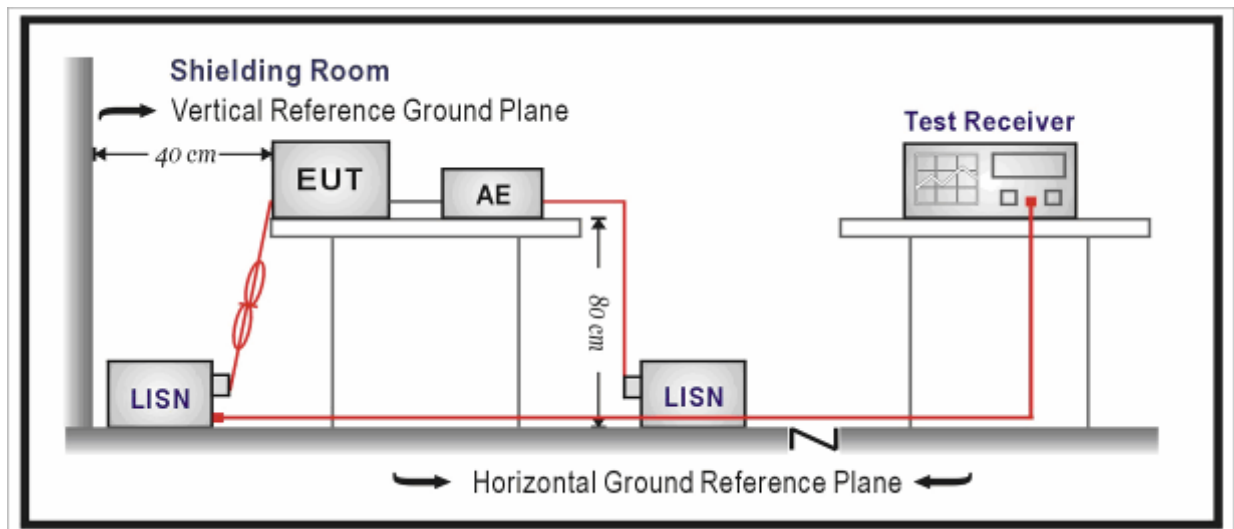 Shielding Room
Vertical Reference Ground Plane
Test Receiver
40 cm
EUT
AE
80 cm
LISN
LISN
Horizontal Ground Reference Plane